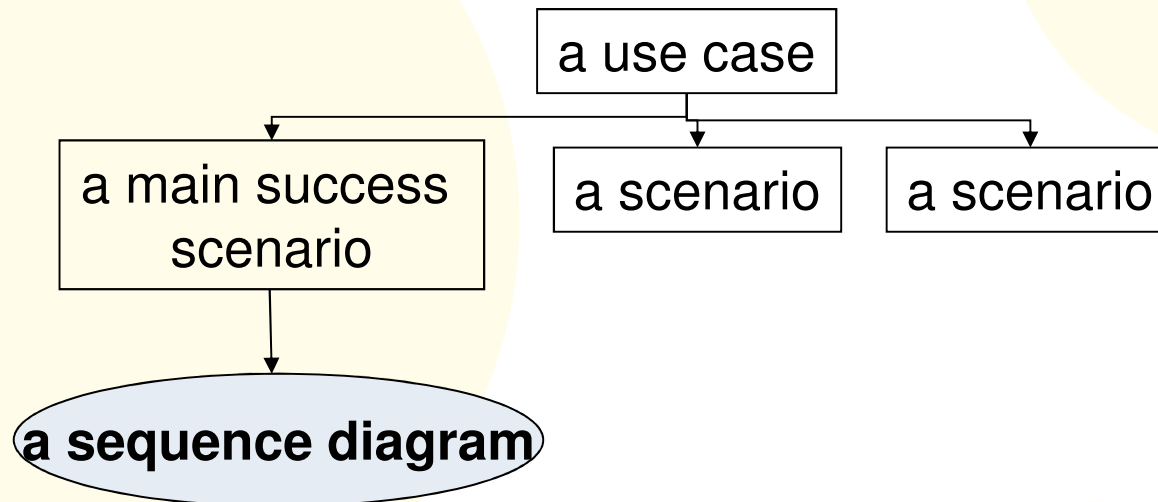 a use case
a main success
scenario
a scenario
a scenario
a sequence diagram